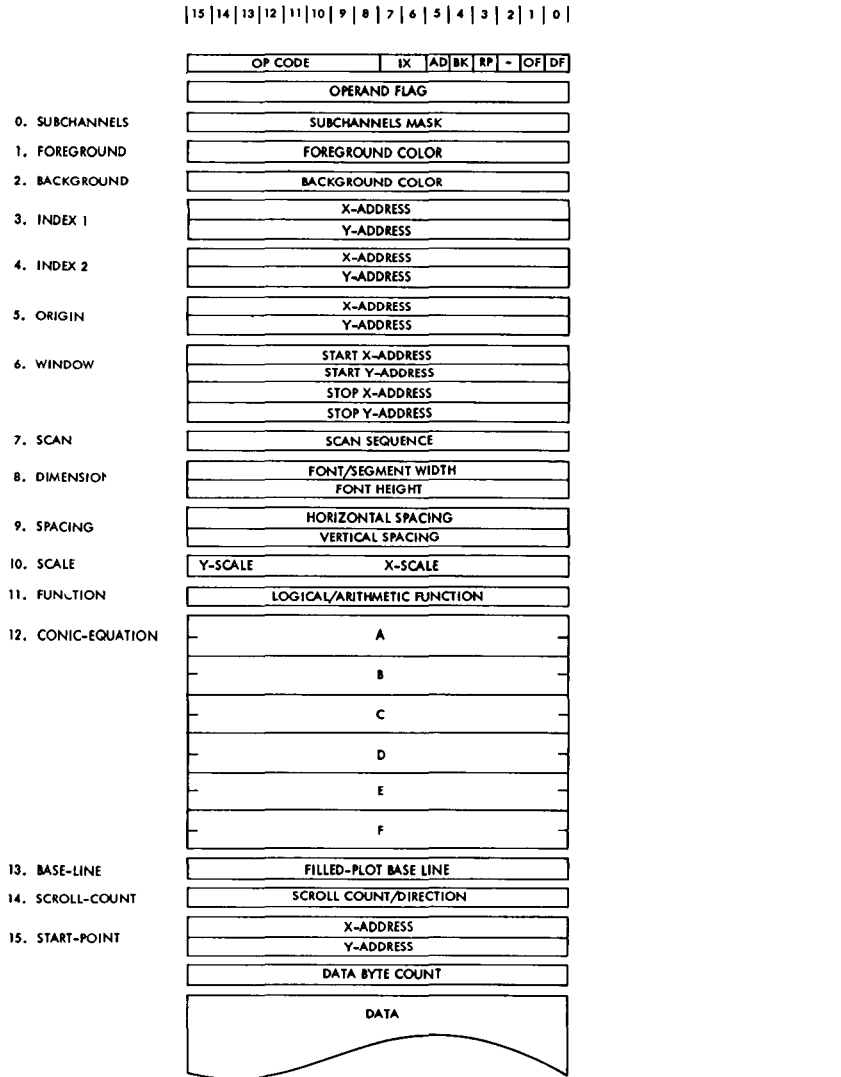 |15|14|13|12|11|10|9|8|7|6|5|4|3|2|1|0|
OP CODE IX AD BK RP - OF DF
OPERAND FLAG
0. SUBCHANNELS SUBCHANNELS MASK
1. FOREGROUND FOREGROUND COLOR
2. BACKGROUND BACKGROUND COLOR
3. INDEX 1
X-ADDRESS
Y-ADDRESS
4. INDEX 2
X-ADDRESS
Y-ADDRESS
5. ORIGIN
X-ADDRESS
Y-ADDRESS
6. WINDOW
START X-ADDRESS
START Y-ADDRESS
STOP X-ADDRESS
STOP Y-ADDRESS
7. SCAN SCAN SEQUENCE
8. DIMENSION
FONT/SEGMENT WIDTH
FONT HEIGHT
9. SPACING
HORIZONTAL SPACING
VERTICAL SPACING
10. SCALE Y-SCALE X-SCALE
11. FUNCTION LOGICAL/ARITHMETIC FUNCTION
12. CONIC-EQUATION A
B
C
D
E
F
13. BASE-LINE FILLED-PLOT BASE LINE
14. SCROLL-COUNT SCROLL COUNT/DIRECTION
15. START-POINT
X-ADDRESS
Y-ADDRESS
DATA BYTE COUNT
DATA